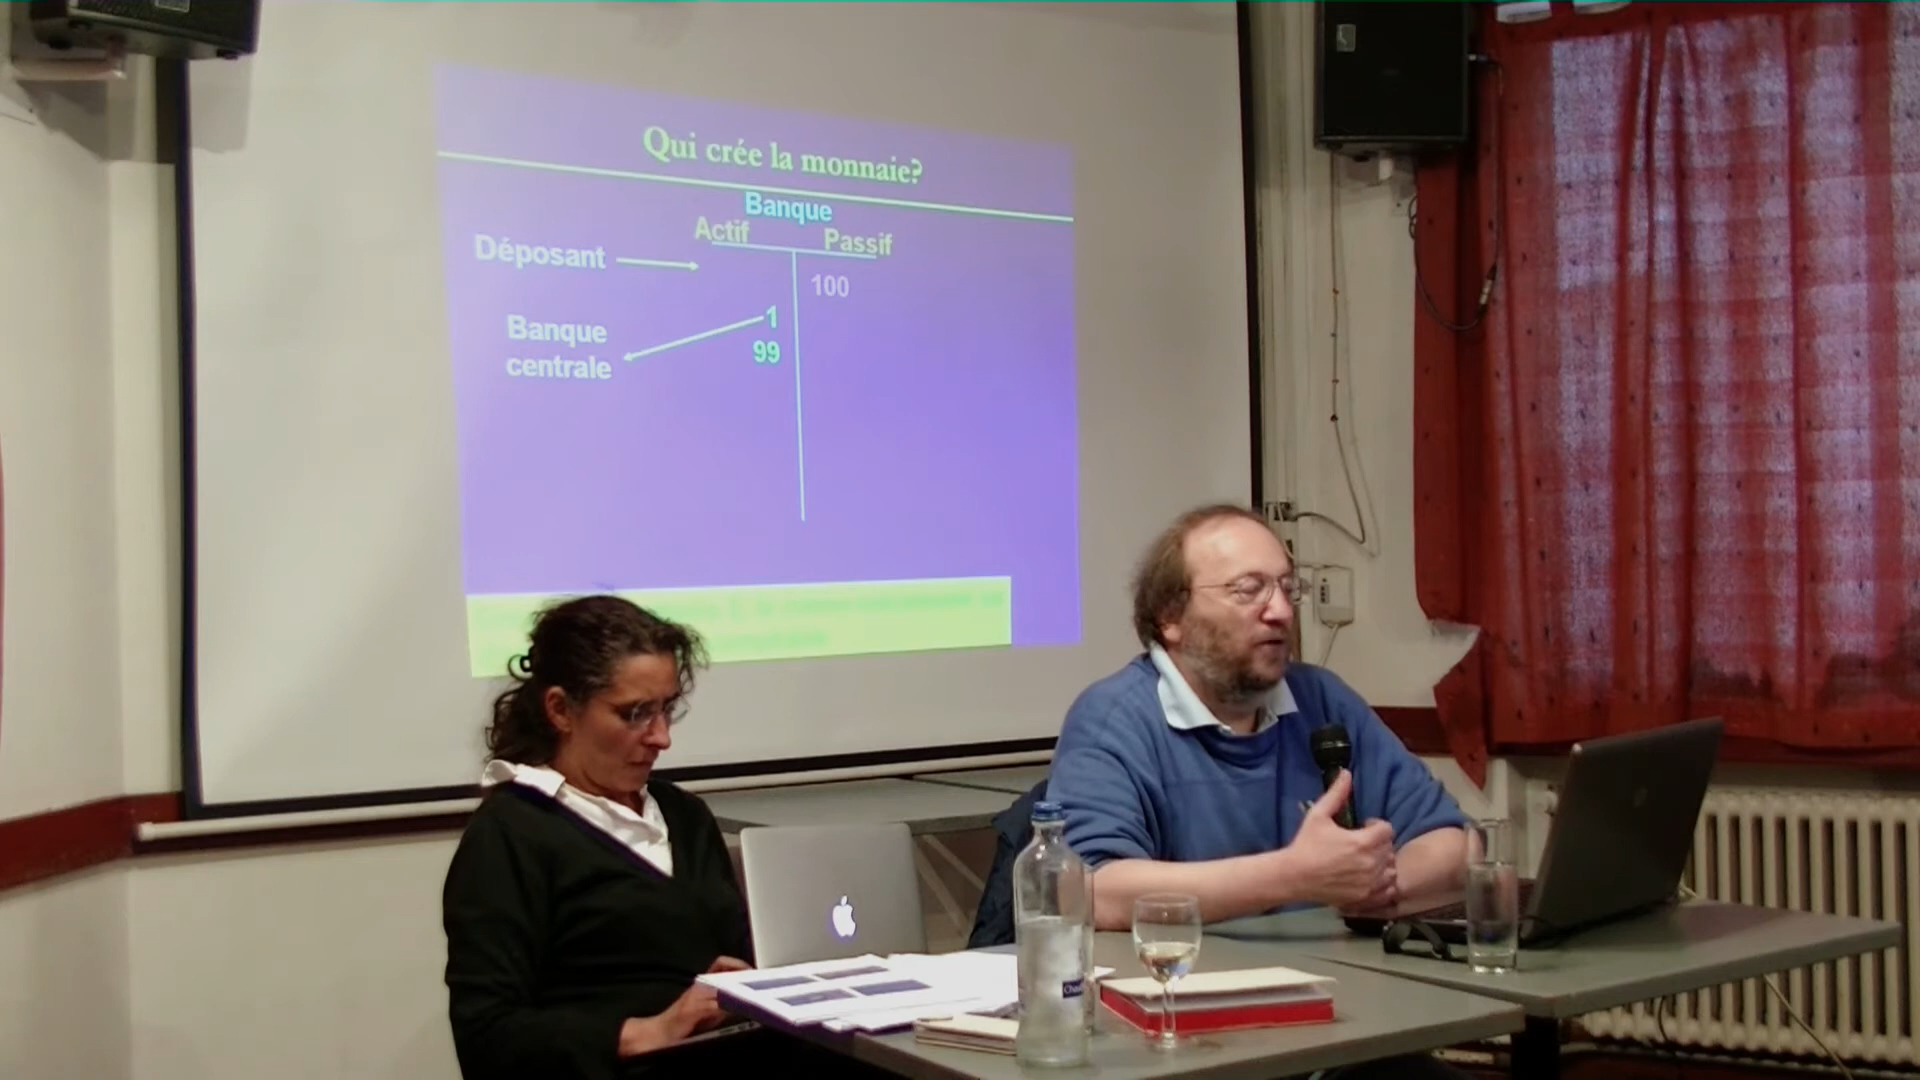 Qui crée la monnaie?
Banque
Actif Passif
Déposant
100
1
Banque
centrale
99